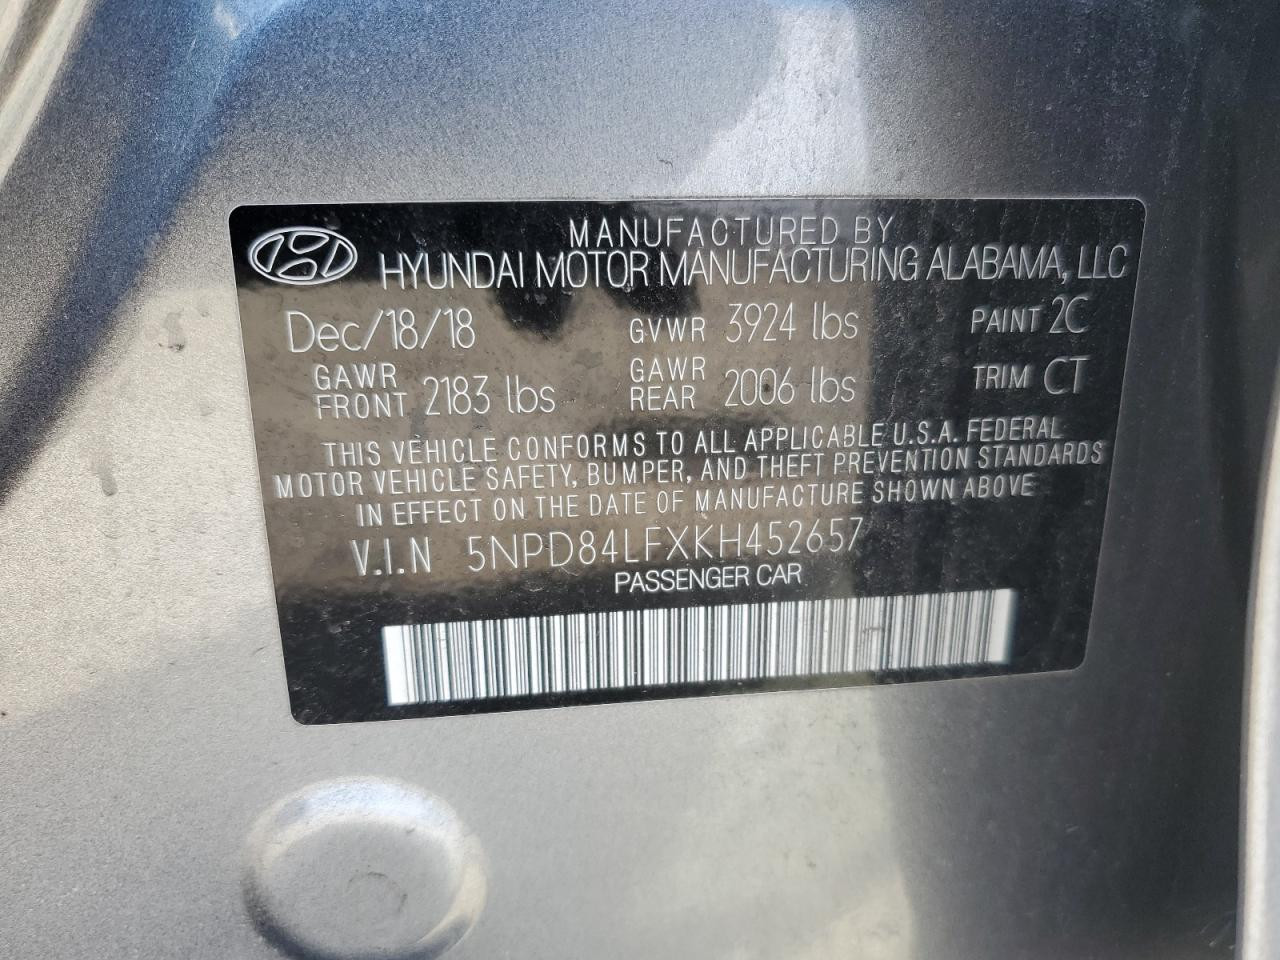 MANUFACTURED BY
HYUNDAI MOTOR MANUFACTURING ALABAMA, LLC
Dec/18/18 GVWR 3924 lbs PAINT 2C
GAWR FRONT 2183 lbs GAWR REAR 2006 lbs TRIM CT
THIS VEHICLE CONFORMS TO ALL APPLICABLE U.S.A. FEDERAL
MOTOR VEHICLE SAFETY, BUMPER, AND THEFT PREVENTION STANDARDS
IN EFFECT ON THE DATE OF MANUFACTURE SHOWN ABOVE
V.I.N 5NPD84LFXKH452657
PASSENGER CAR